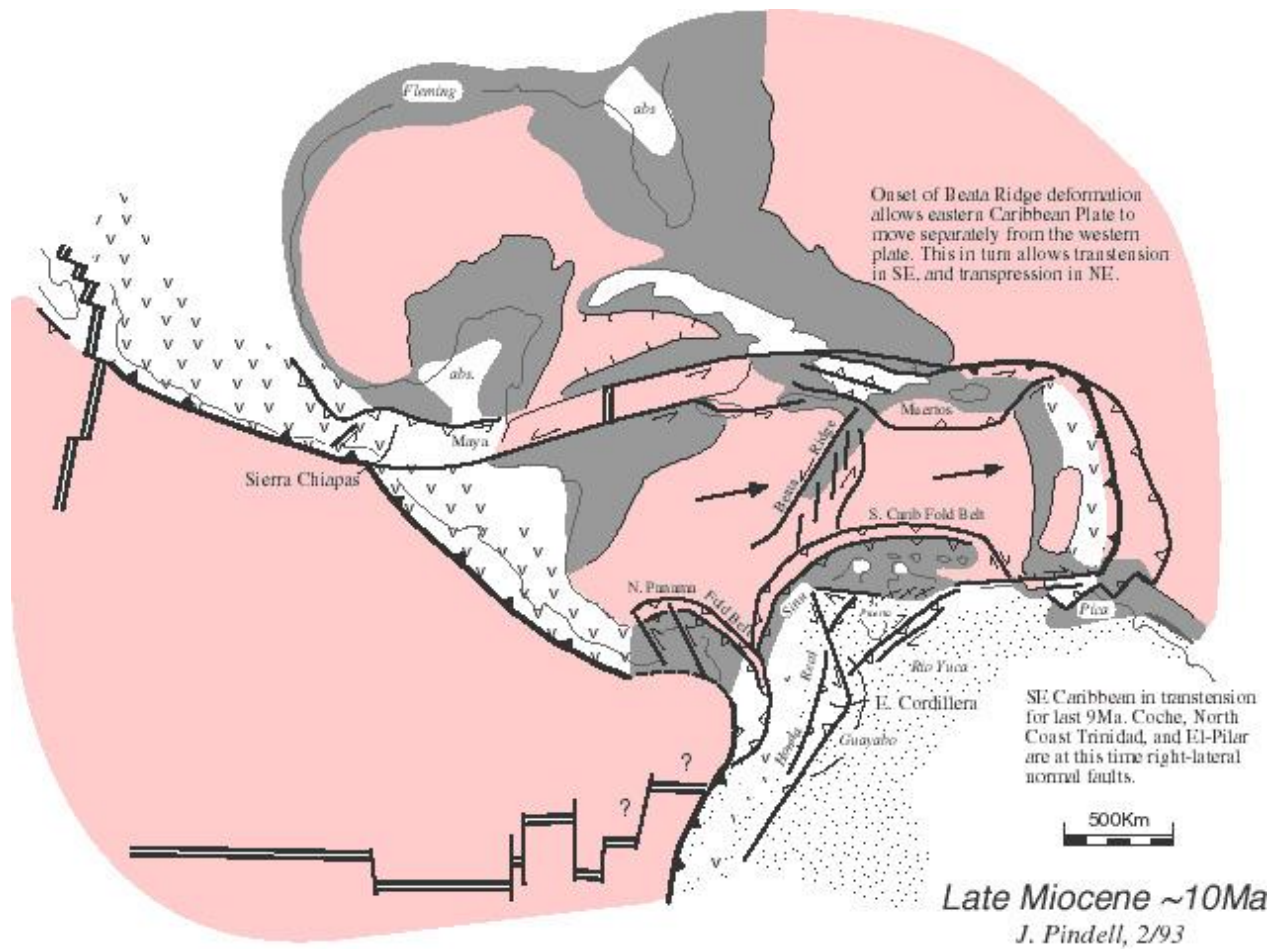 Fleming
abs
Onset of Beata Ridge deformation
allows eastern Caribbean Plate to
move separately from the western
plate. This in turn allows transtension
in SE, and transpression in NE.
abs.
Maya
Muertos
Sierra Chiapas
Beata Ridge
S. Carib Fold Belt
N. Panama Fold Belt
Sinu
Pica
Rio Yuca
Real
E. Cordillera
Honda
Guayabo
SE Caribbean in transtension
for last 9Ma. Coche, North
Coast Trinidad, and El-Pilar
are at this time right-lateral
normal faults.
?
?
500Km
Late Miocene ~10Ma
J. Pindell, 2/93